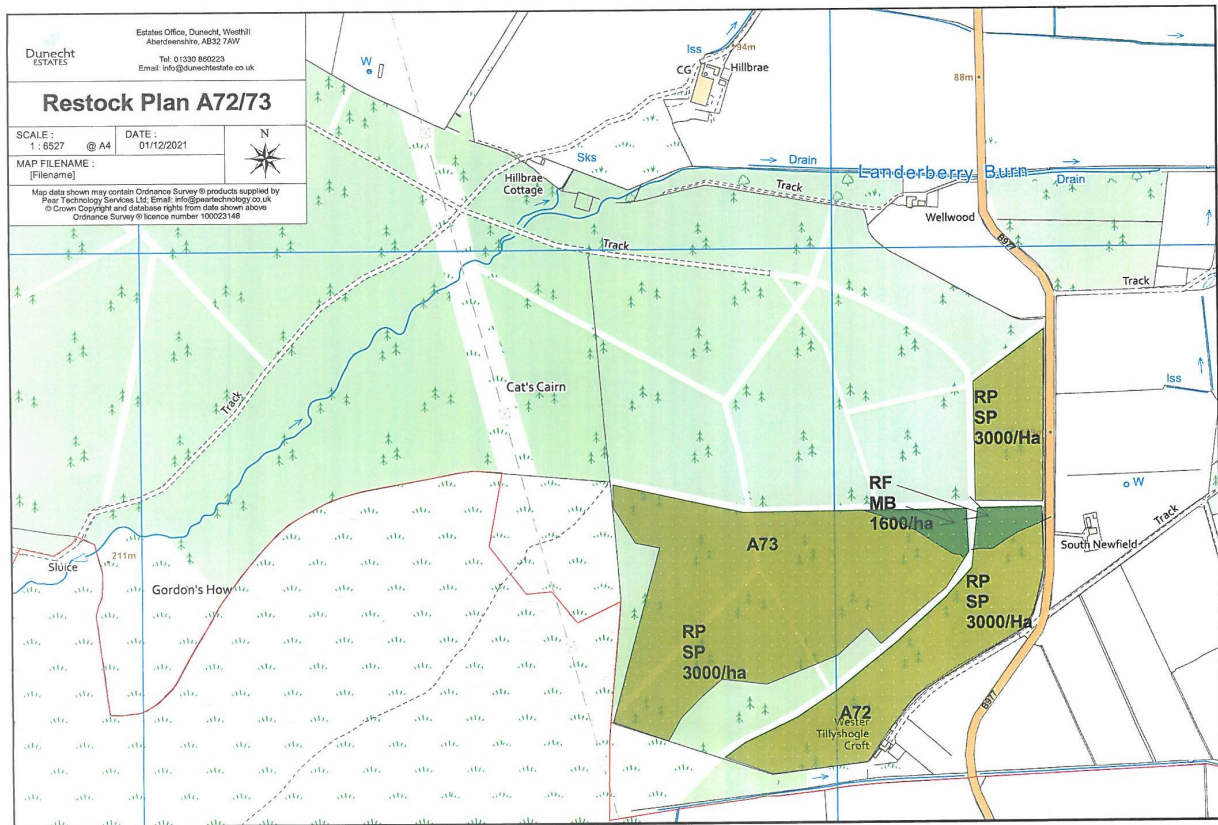 Dunecht
ESTATES
Estates Office, Dunecht, Westhill
Aberdeenshire, AB32 7AW
Tel: 01330 860223
Email: info@dunechtestate.co.uk
Restock Plan A72/73
SCALE :
1 : 6527 @ A4
DATE :
01/12/2021
N
MAP FILENAME :
[Filename]
Map data shown may contain Ordnance Survey ® products supplied by
Pear Technology Services Ltd; Email: info@peartechnology.co.uk
© Crown Copyright and database rights from date shown above
Ordnance Survey ® licence number 100023148
W
Iss
94m
CG
Hillbrae
88m
Sks
Drain
Landerberry Burn
Drain
Hillbrae
Cottage
Track
Wellwood
Track
B977
Track
Cat's Cairn
Iss
Track
RP
SP
3000/Ha
RF
MB
1600/ha
W
Track
A73
South Newfield
Sluice
211m
Gordon's How
RP
SP
3000/Ha
RP
SP
3000/ha
A72
Wester
Tillyshogle
Croft
B977